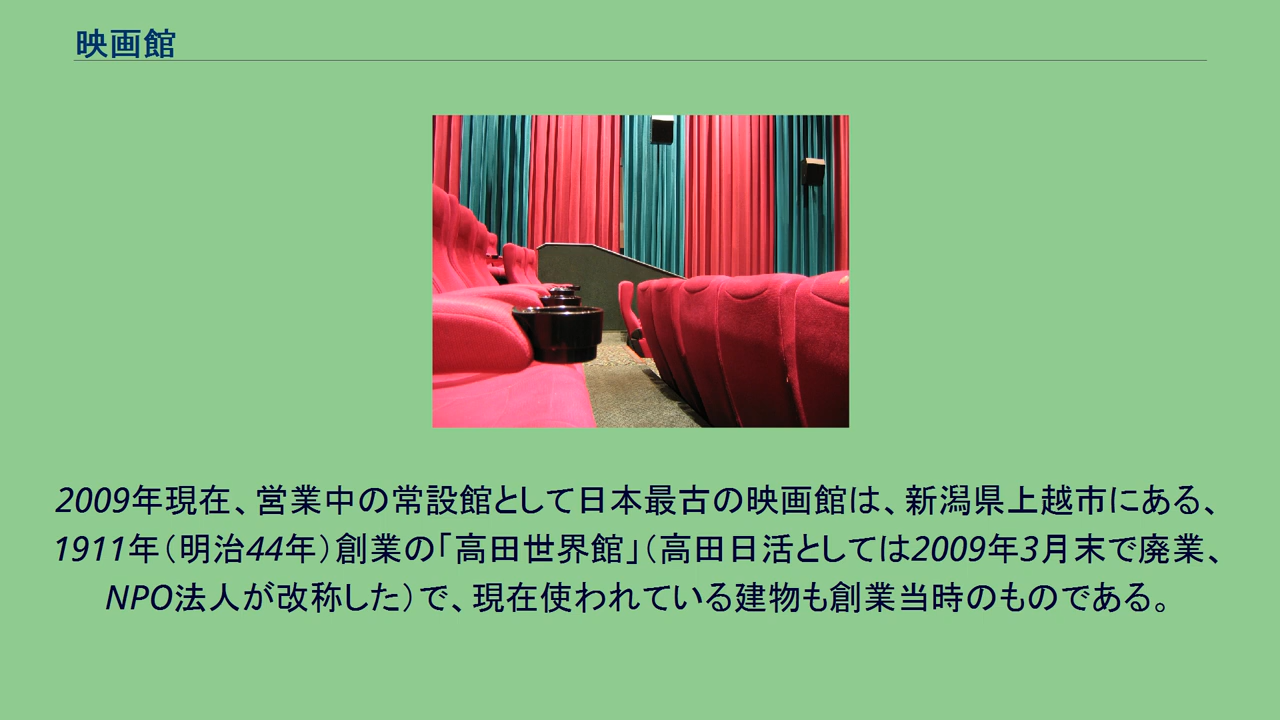 映画館
2009年現在、営業中の常設館として日本最古の映画館は、新潟県上越市にある、
1911年（明治44年）創業の「高田世界館」（高田日活としては2009年3月末で廃業、
NPO法人が改称した）で、現在使われている建物も創業当時のものである。